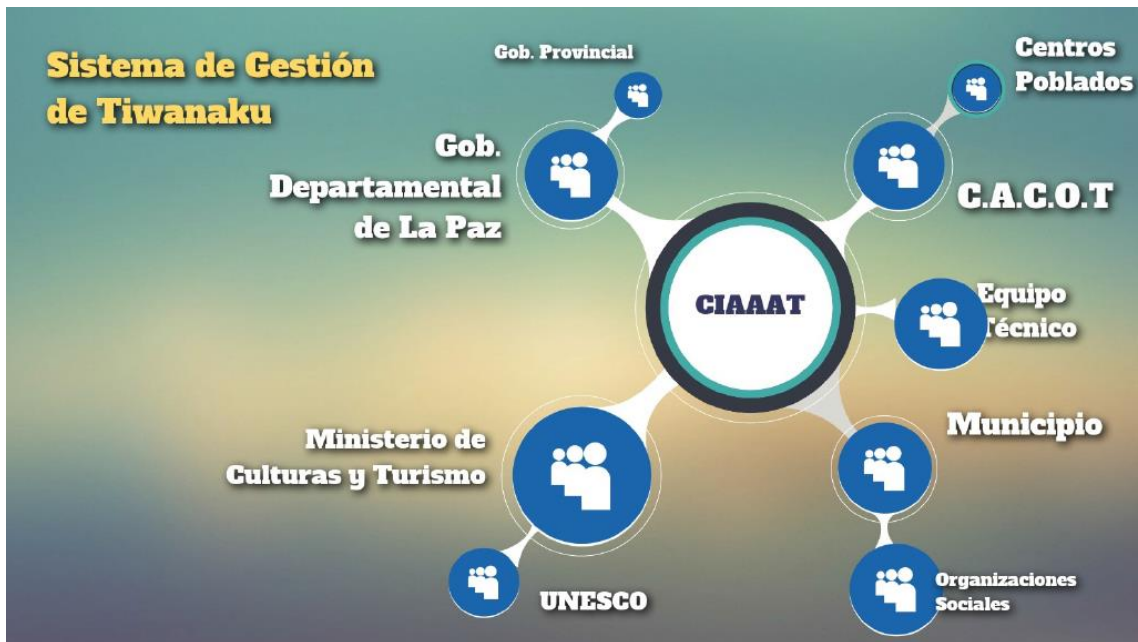 Sistema de Gestión
de Tiwanaku
Gob. Provincial
Centros
Poblados
Gob.
Departamental
de La Paz
C.A.C.O.T
CIAAAT
Equipo
Técnico
Municipio
Ministerio de
Culturas y Turismo
UNESCO
Organizaciones
Sociales